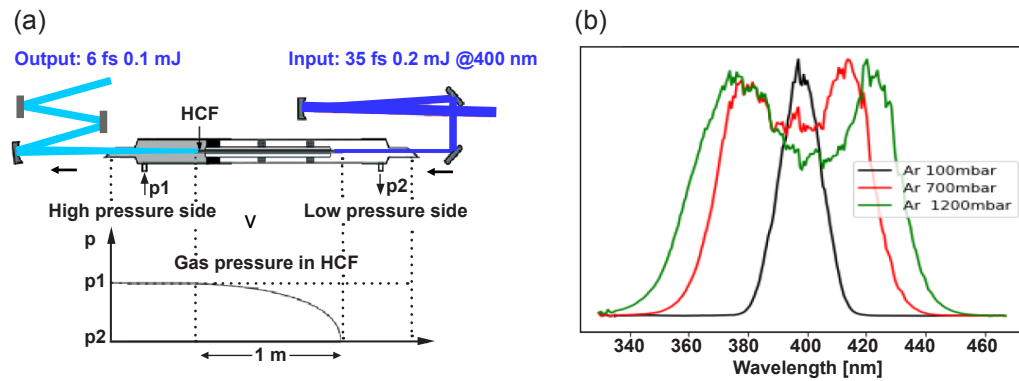 (a)
Output: 6 fs 0.1 mJ
Input: 35 fs 0.2 mJ @400 nm
HCF
p1
p2
High pressure side
V
Low pressure side
p
Gas pressure in HCF
p1
p2
1 m
(b)
Ar 100mbar
Ar 700mbar
Ar 1200mbar
340 360 380 400 420 440 460
Wavelength [nm]